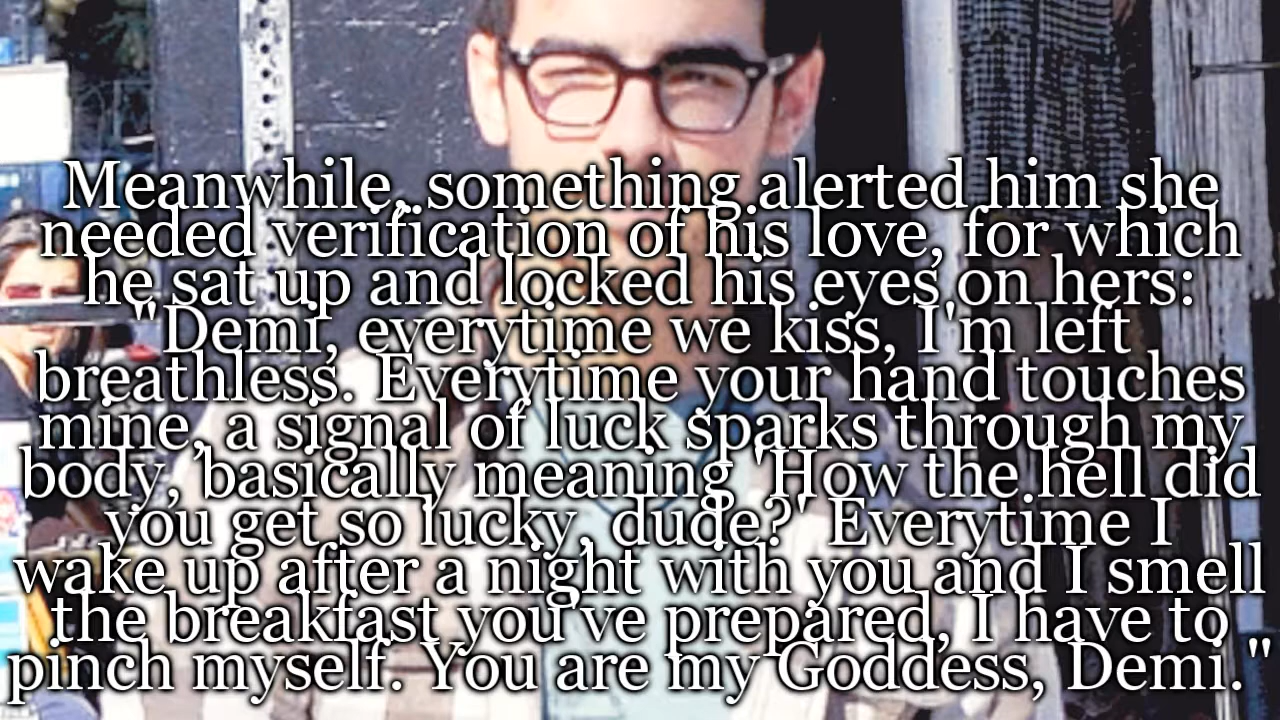 Meanwhile, something alerted him she
needed verification of his love, for which
he sat up and locked his eyes on hers:
"Demi, everytime we kiss, I'm left
breathless. Everytime your hand touches
mine, a signal of luck sparks through my
body, basically meaning 'How the hell did
you get so lucky, dude?' Everytime I
wake up after a night with you and I smell
the breakfast you've prepared, I have to
pinch myself. You are my Goddess, Demi."